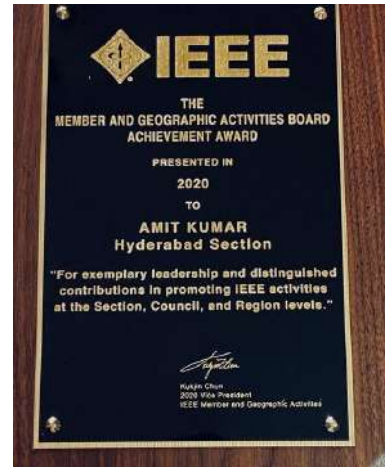 IEEE
THE
MEMBER AND GEOGRAPHIC ACTIVITIES BOARD
ACHIEVEMENT AWARD
PRESENTED IN
2020
TO
AMIT KUMAR
Hyderabad Section
"For exemplary leadership and distinguished
contributions in promoting IEEE activities
at the Section, Council, and Region levels."
Kukjin Chun
2020 Vice President
IEEE Member and Geographic Activities